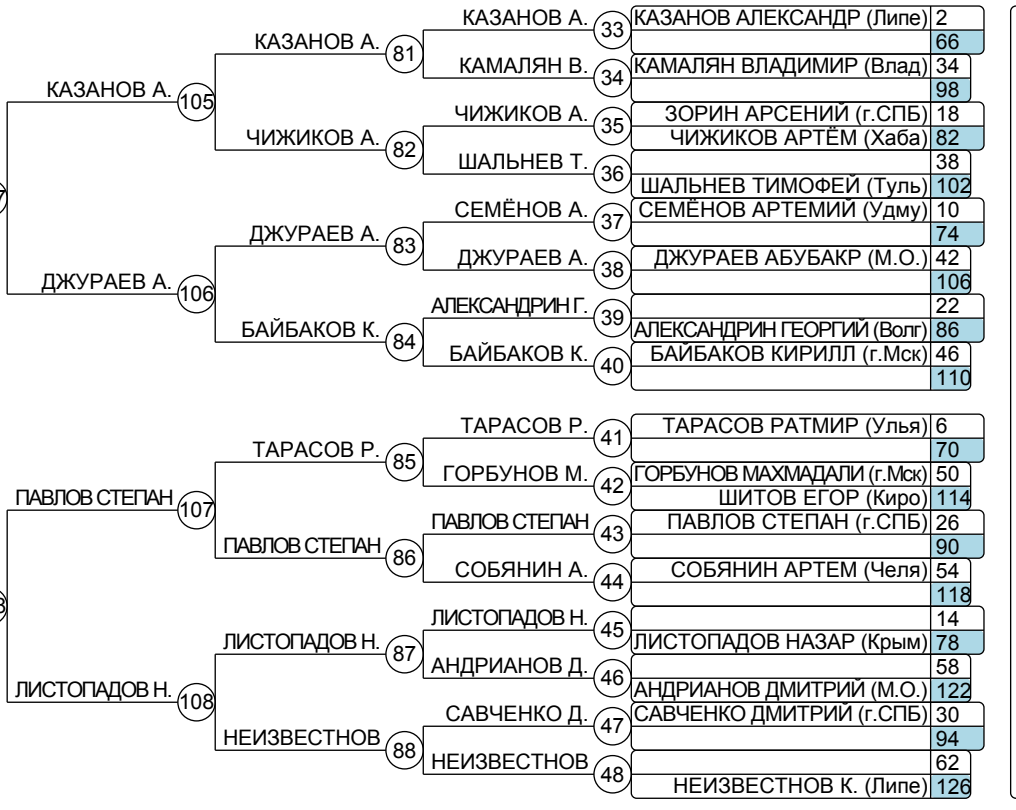 КАЗАНОВ А. 33 КАЗАНОВ АЛЕКСАНДР (Липе) 2
КАЗАНОВ А. 81 66
КАМАЛЯН В. 34 КАМАЛЯН ВЛАДИМИР (Влад) 34
КАЗАНОВ А. 105 98
ЧИЖИКОВ А. 35 ЗОРИН АРСЕНИЙ (г.СПБ) 18
ЧИЖИКОВ А. 82 ЧИЖИКОВ АРТЁМ (Хаба) 82
ШАЛЬНЕВ Т. 36 38
ШАЛЬНЕВ ТИМОФЕЙ (Туль) 102
СЕМЁНОВ А. 37 СЕМЁНОВ АРТЕМИЙ (Удму) 10
ДЖУРАЕВ А. 83 74
ДЖУРАЕВ А. 38 ДЖУРАЕВ АБУБАКР (М.О.) 42
ДЖУРАЕВ А. 106 106
АЛЕКСАНДРИН Г. 39 22
БАЙБАКОВ К. 84 АЛЕКСАНДРИН ГЕОРГИЙ (Волг) 86
БАЙБАКОВ К. 40 БАЙБАКОВ КИРИЛЛ (г.Мск) 46
110
ТАРАСОВ Р. 41 ТАРАСОВ РАТМИР (Улья) 6
ТАРАСОВ Р. 85 70
ГОРБУНОВ М. 42 ГОРБУНОВ МАХМАДАЛИ (г.Мск) 50
ПАВЛОВ СТЕПАН 107 ШИТОВ ЕГОР (Киро) 114
ПАВЛОВ СТЕПАН 43 ПАВЛОВ СТЕПАН (г.СПБ) 26
ПАВЛОВ СТЕПАН 86 90
СОБЯНИН А. 44 СОБЯНИН АРТЕМ (Челя) 54
118
ЛИСТОПАДОВ Н. 45 14
ЛИСТОПАДОВ Н. 87 ЛИСТОПАДОВ НАЗАР (Крым) 78
АНДРИАНОВ Д. 46 58
ЛИСТОПАДОВ Н. 108 АНДРИАНОВ ДМИТРИЙ (М.О.) 122
САВЧЕНКО Д. 47 САВЧЕНКО ДМИТРИЙ (г.СПБ) 30
НЕИЗВЕСТНОВ 88 94
НЕИЗВЕСТНОВ 48 62
НЕИЗВЕСТНОВ К. (Липе) 126